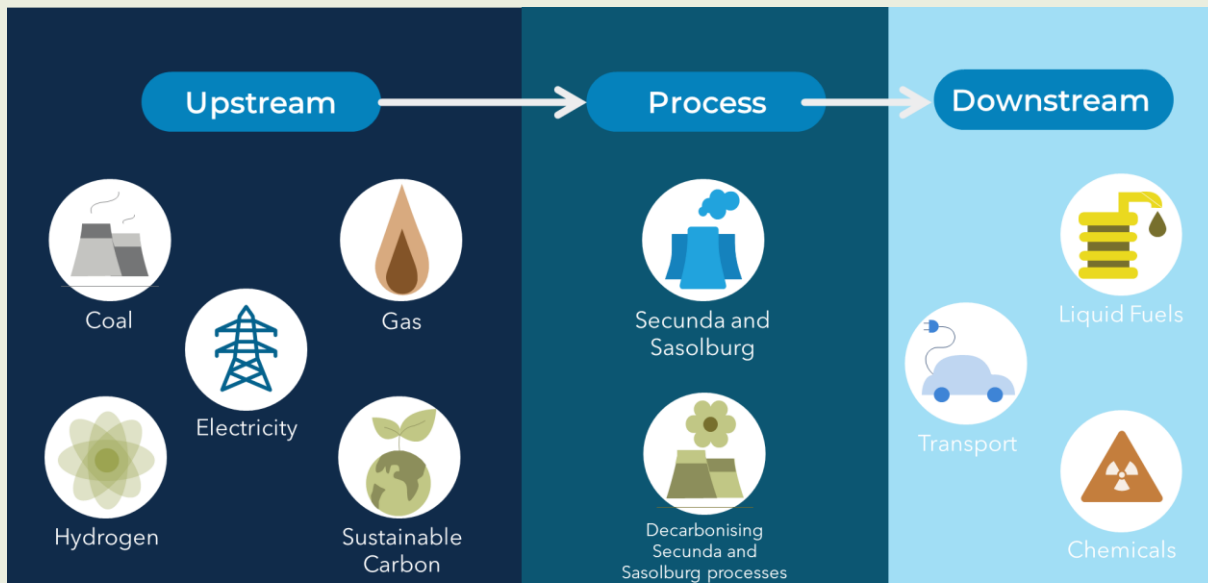 Upstream
Process
Downstream
Coal
Gas
Electricity
Hydrogen
Sustainable
Carbon
Secunda and
Sasolburg
Decarbonising
Secunda and
Sasolburg processes
Liquid Fuels
Transport
Chemicals